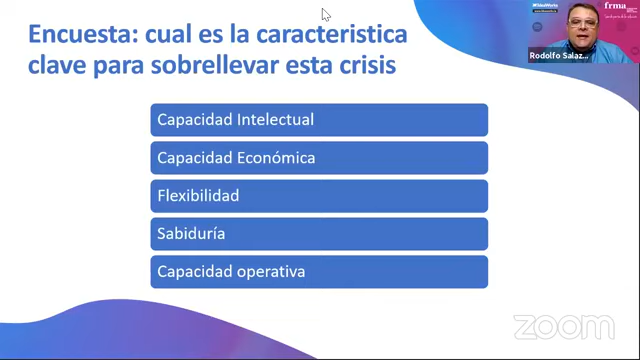 Encuesta: cual es la caracteristica
clave para sobrellevar esta crisis
Capacidad Intelectual
Capacidad Económica
Flexibilidad
Sabiduría
Capacidad operativa
frma
Rodolfo Salaz...
zoom